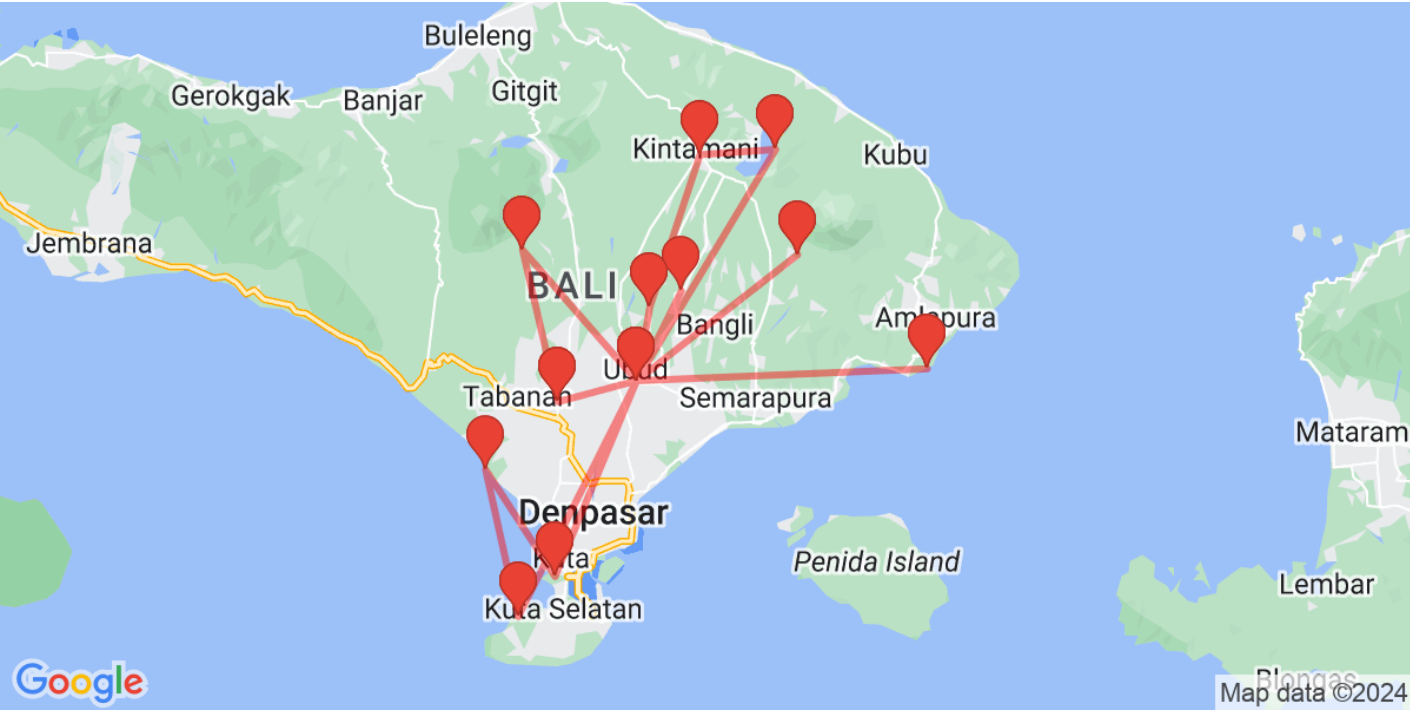 Buleleng
Gerokgak
Banjar
Gitgit
Kintamani
Kubu
Jembrana
BALI
Bangli
Amlapura
Ubud
Tabanan
Semarapura
Mataram
Denpasar
Kuta
Penida Island
Kuta Selatan
Lembar
Google
Blongas
Map data ©2024